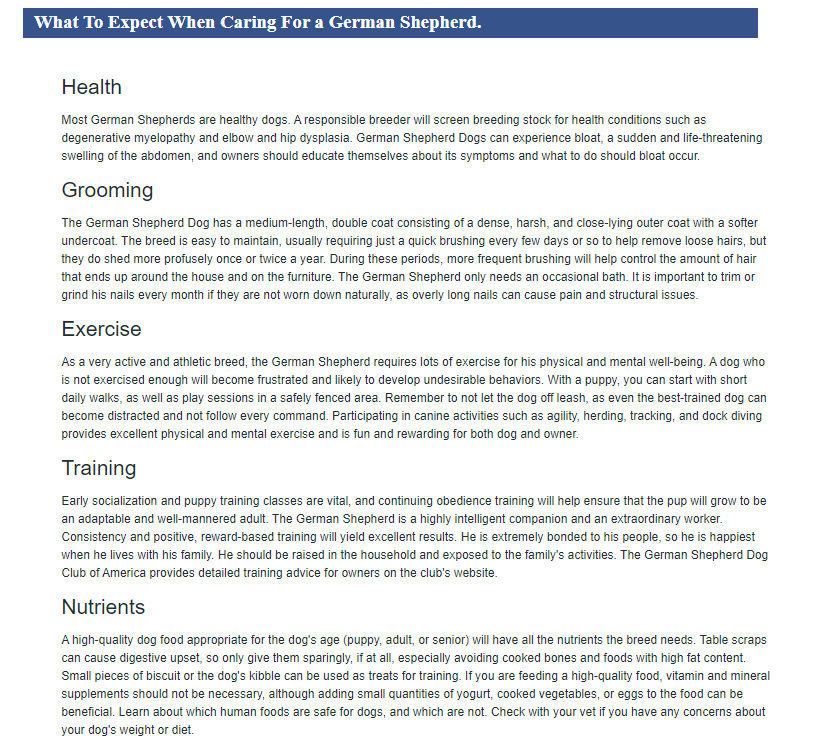 What To Expect When Caring For a German Shepherd.
Health
Most German Shepherds are healthy dogs. A responsible breeder will screen breeding stock for health conditions such as
degenerative myelopathy and elbow and hip dysplasia. German Shepherd Dogs can experience bloat, a sudden and life-threatening
swelling of the abdomen, and owners should educate themselves about its symptoms and what to do should bloat occur.
Grooming
The German Shepherd Dog has a medium-length, double coat consisting of a dense, harsh, and close-lying outer coat with a softer
undercoat. The breed is easy to maintain, usually requiring just a quick brushing every few days or so to help remove loose hairs, but
they do shed more profusely once or twice a year. During these periods, more frequent brushing will help control the amount of hair
that ends up around the house and on the furniture. The German Shepherd only needs an occasional bath. It is important to trim or
grind his nails every month if they are not worn down naturally, as overly long nails can cause pain and structural issues.
Exercise
As a very active and athletic breed, the German Shepherd requires lots of exercise for his physical and mental well-being. A dog who
is not exercised enough will become frustrated and likely to develop undesirable behaviors. With a puppy, you can start with short
daily walks, as well as play sessions in a safely fenced area. Remember to not let the dog off leash, as even the best-trained dog can
become distracted and not follow every command. Participating in canine activities such as agility, herding, tracking, and dock diving
provides excellent physical and mental exercise and is fun and rewarding for both dog and owner.
Training
Early socialization and puppy training classes are vital, and continuing obedience training will help ensure that the pup will grow to be
an adaptable and well-mannered adult. The German Shepherd is a highly intelligent companion and an extraordinary worker.
Consistency and positive, reward-based training will yield excellent results. He is extremely bonded to his people, so he is happiest
when he lives with his family. He should be raised in the household and exposed to the family's activities. The German Shepherd Dog
Club of America provides detailed training advice for owners on the club's website.
Nutrients
A high-quality dog food appropriate for the dog's age (puppy, adult, or senior) will have all the nutrients the breed needs. Table scraps
can cause digestive upset, so only give them sparingly, if at all, especially avoiding cooked bones and foods with high fat content.
Small pieces of biscuit or the dog's kibble can be used as treats for training. If you are feeding a high-quality food, vitamin and mineral
supplements should not be necessary, although adding small quantities of yogurt, cooked vegetables, or eggs to the food can be
beneficial. Learn about which human foods are safe for dogs, and which are not. Check with your vet if you have any concerns about
your dog's weight or diet.